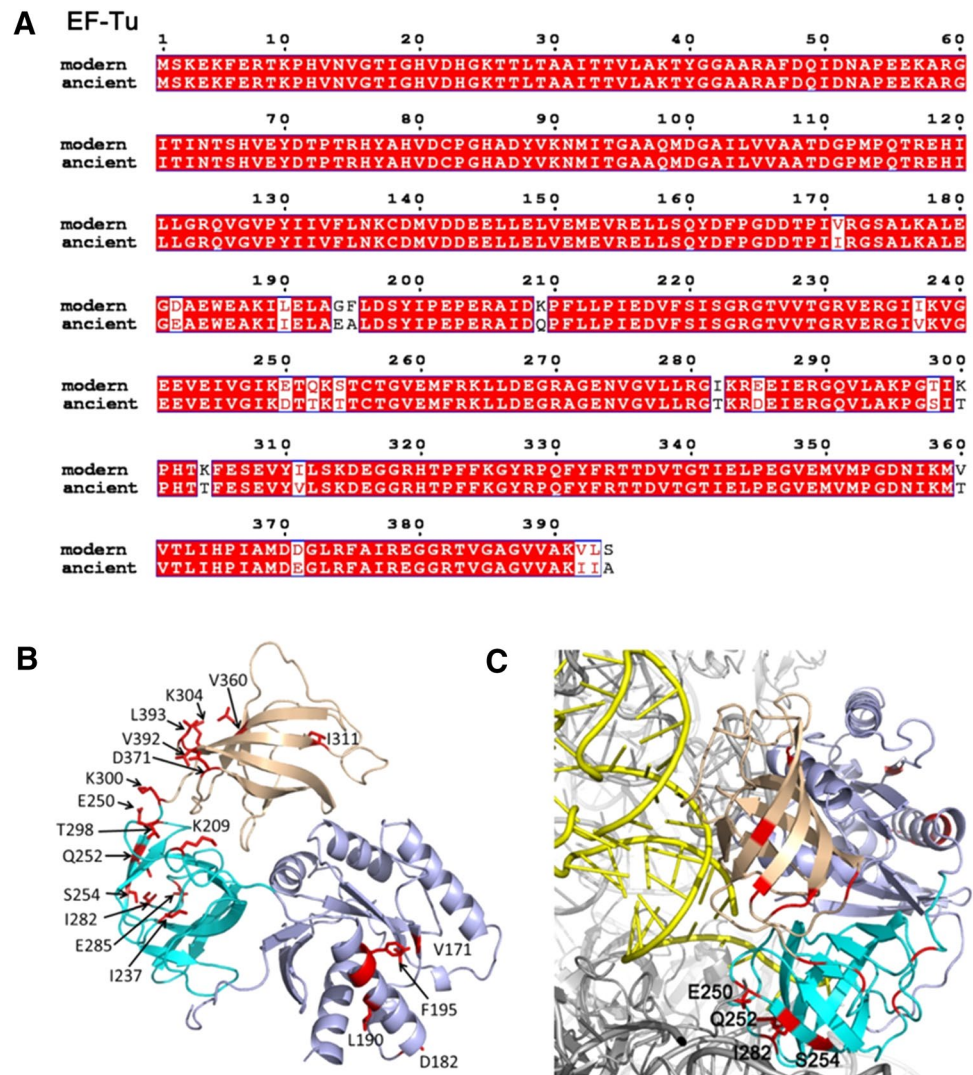 A EF-Tu
1 10 20 30 40 50 60
modern MSKEKFERTKPHVNVGTIGHVDHGKTTLTAAITTVLAKTYGGAARAFDQIDNAPEEKARG
ancient MSKEKFERTKPHVNVGTIGHVDHGKTTLTAAITTVLAKTYGGAARAFDQIDNAPEEKARG
70 80 90 100 110 120
modern ITINTSHVEYDTPTRHYAHVDCPGHADYVKNMITGAAQMDGAILVVAATDGPMPQTREHI
ancient ITINTSHVEYDTPTRHYAHVDCPGHADYVKNMITGAAQMDGAILVVAATDGPMPQTREHI
130 140 150 160 170 180
modern LLGRQVGVPYIIVFLNKCDMVDDEELLELVEMEVRELLSQYDFPGDDTPIVRGSALKALE
ancient LLGRQVGVPYIIVFLNKCDMVDDEELLELVEMEVRELLSQYDFPGDDTPIIRGSALKALE
190 200 210 220 230 240
modern GDAEWEAKILELAGFLDSYIPEPERAIDKPFLLPIEDVFSISGRGTVVTGRVERGIIKVG
ancient GEAEWEAKIIELAEALDSYIPEPERAIDQPFLLPIEDVFSISGRGTVVTGRVERGIVKVG
250 260 270 280 290 300
modern EEVEIVGIKETQKSTCTGVEMFRKLLDEGRAGENVGVLLRGIKREEIERGQVLAKPGTIK
ancient EEVEIVGIKDTTKTTCTGVEMFRKLLDEGRAGENVGVLLRGTKRDEIERGQVLAKPGSIT
310 320 330 340 350 360
modern PHTKFESEVYILSKDEGGRHTPFFKGYRPQFYFRTTDVTGTIELPEGVEMVMPGDNIKMV
ancient PHTTFESEVYVLSKDEGGRHTPFFKGYRPQFYFRTTDVTGTIELPEGVEMVMPGDNIKMT
370 380 390
modern VTLIHPIAMDDGLRFAIREGGRTVGAGVVAKVLS
ancient VTLIHPIAMDEGLRFAIREGGRTVGAGVVAKIIA
B
V360
K304
L393
V392
D371
I311
K300
E250
T298
K209
Q252
S254
I282
E285
I237
V171
F195
L190
D182
C
E250
Q252
I282
S254